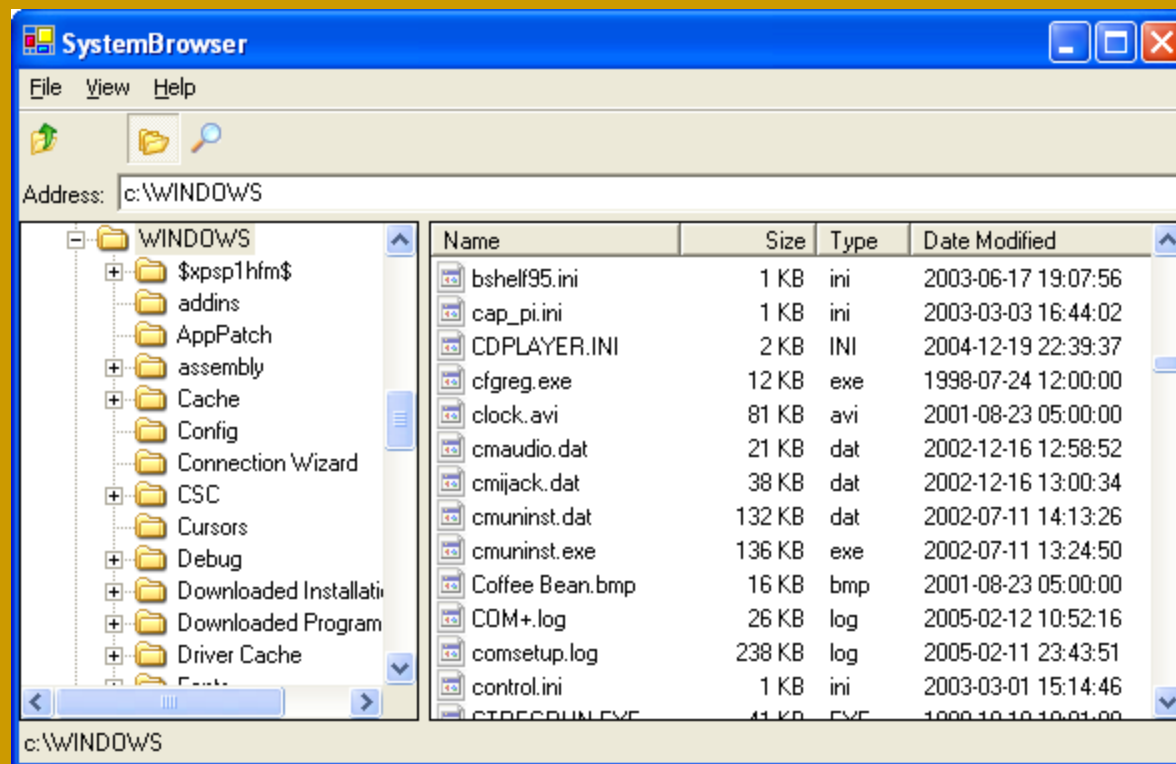 SystemBrowser
File View Help
Address: c:\WINDOWS
WINDOWS
$xpsp1hfm$
addins
AppPatch
assembly
Cache
Config
Connection Wizard
CSC
Cursors
Debug
Downloaded Installati
Downloaded Program
Driver Cache
Name Size Type Date Modified
bshelf95.ini 1 KB ini 2003-06-17 19:07:56
cap_pi.ini 1 KB ini 2003-03-03 16:44:02
CDPLAYER.INI 2 KB INI 2004-12-19 22:39:37
cfgreg.exe 12 KB exe 1998-07-24 12:00:00
clock.avi 81 KB avi 2001-08-23 05:00:00
cmaudio.dat 21 KB dat 2002-12-16 12:58:52
cmijack.dat 38 KB dat 2002-12-16 13:00:34
cmuninst.dat 132 KB dat 2002-07-11 14:13:26
cmuninst.exe 136 KB exe 2002-07-11 13:24:50
Coffee Bean.bmp 16 KB bmp 2001-08-23 05:00:00
COM+.log 26 KB log 2005-02-12 10:52:16
comsetup.log 238 KB log 2005-02-11 23:43:51
control.ini 1 KB ini 2003-03-01 15:14:46
c:\WINDOWS